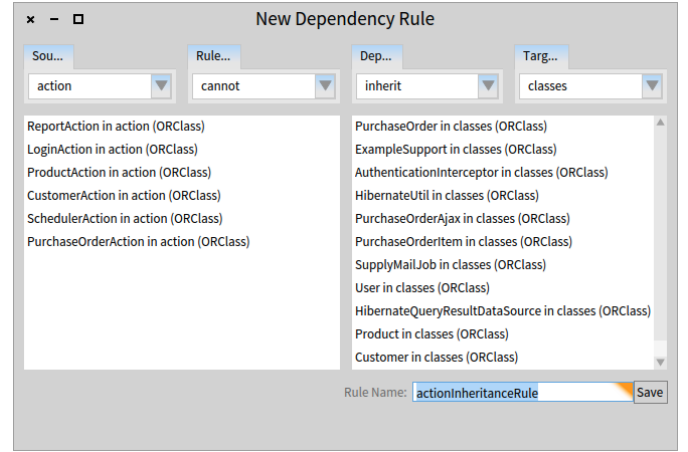 New Dependency Rule
Sou... Rule... Dep... Targ...
action cannot inherit classes
ReportAction in action (ORClass)
LoginAction in action (ORClass)
ProductAction in action (ORClass)
CustomerAction in action (ORClass)
SchedulerAction in action (ORClass)
PurchaseOrderAction in action (ORClass)
PurchaseOrder in classes (ORClass)
ExampleSupport in classes (ORClass)
AuthenticationInterceptor in classes (ORClass)
HibernateUtil in classes (ORClass)
PurchaseOrderAjax in classes (ORClass)
PurchaseOrderItem in classes (ORClass)
SupplyMailJob in classes (ORClass)
User in classes (ORClass)
HibernateQueryResultDataSource in classes (ORClass)
Product in classes (ORClass)
Customer in classes (ORClass)
Rule Name: actionInheritanceRule Save